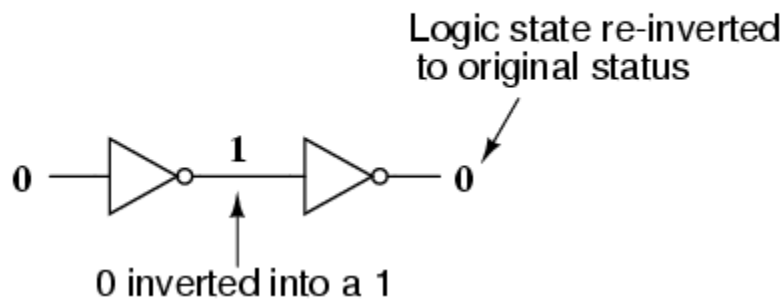 Logic state re-inverted
to original status
0
1
0
0 inverted into a 1